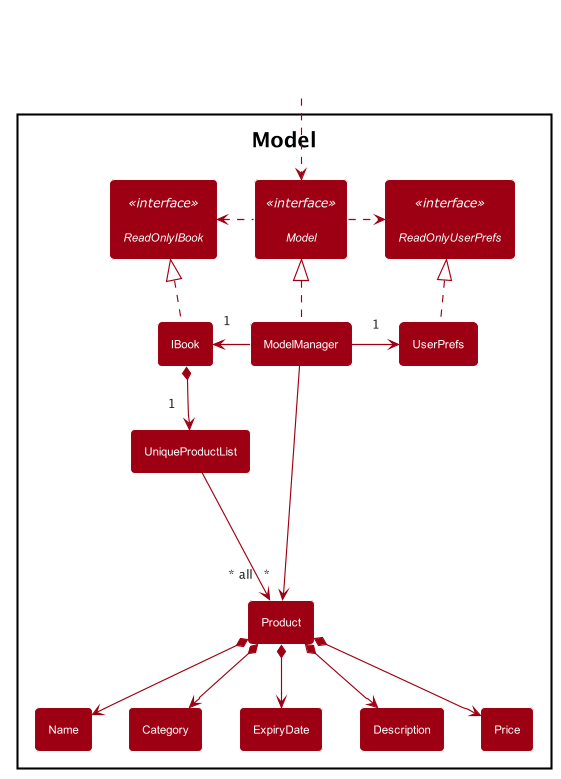 Model
«interface»
ReadOnlyIBook
«interface»
Model
«interface»
ReadOnlyUserPrefs
1
1
IBook
ModelManager
UserPrefs
1
UniqueProductList
* all
*
Product
Name
Category
ExpiryDate
Description
Price